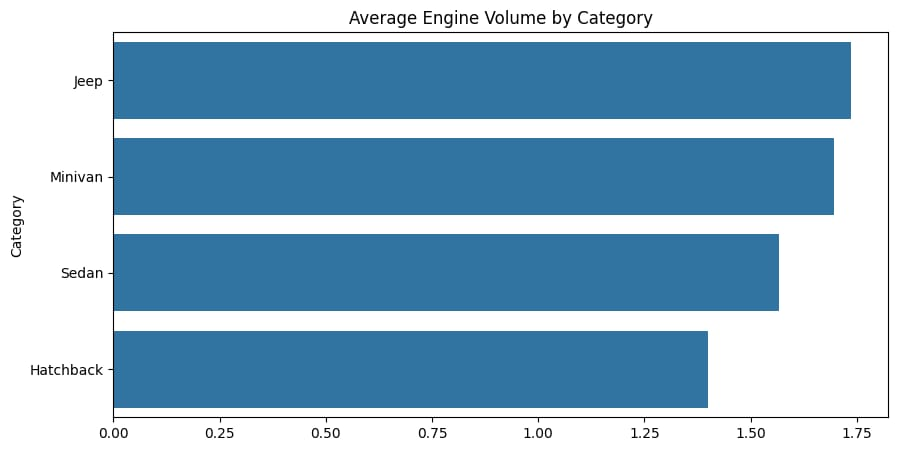 Average Engine Volume by Category
Category
Jeep
Minivan
Sedan
Hatchback
0.00 0.25 0.50 0.75 1.00 1.25 1.50 1.75